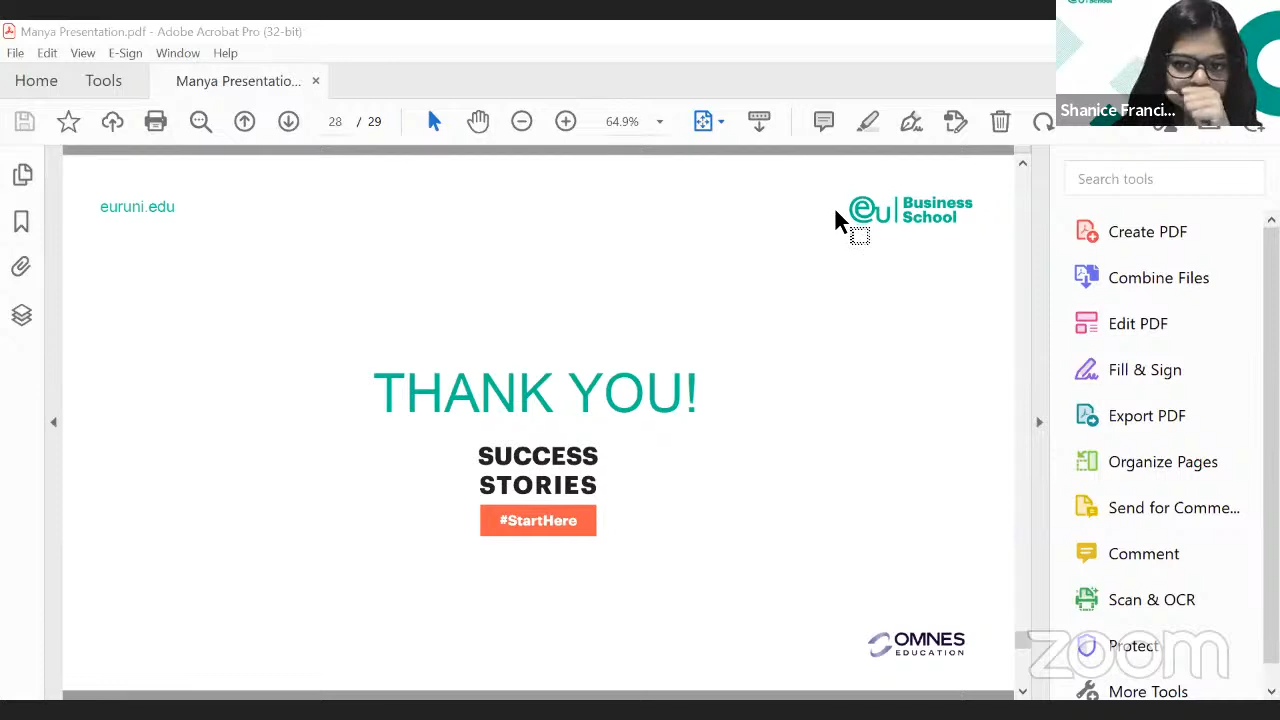 Manya Presentation.pdf - Adobe Acrobat Pro (32-bit)
File Edit View E-Sign Window Help
Home Tools Manya Presentatio... ×
28 / 29 64.9%
Shanice Franci...
euruni.edu
eu Business
School
THANK YOU!
SUCCESS
STORIES
#StartHere
OMNES
EDUCATION
Search tools
Create PDF
Combine Files
Edit PDF
Fill & Sign
Export PDF
Organize Pages
Send for Comme...
Comment
Scan & OCR
Protect
More Tools
zoom